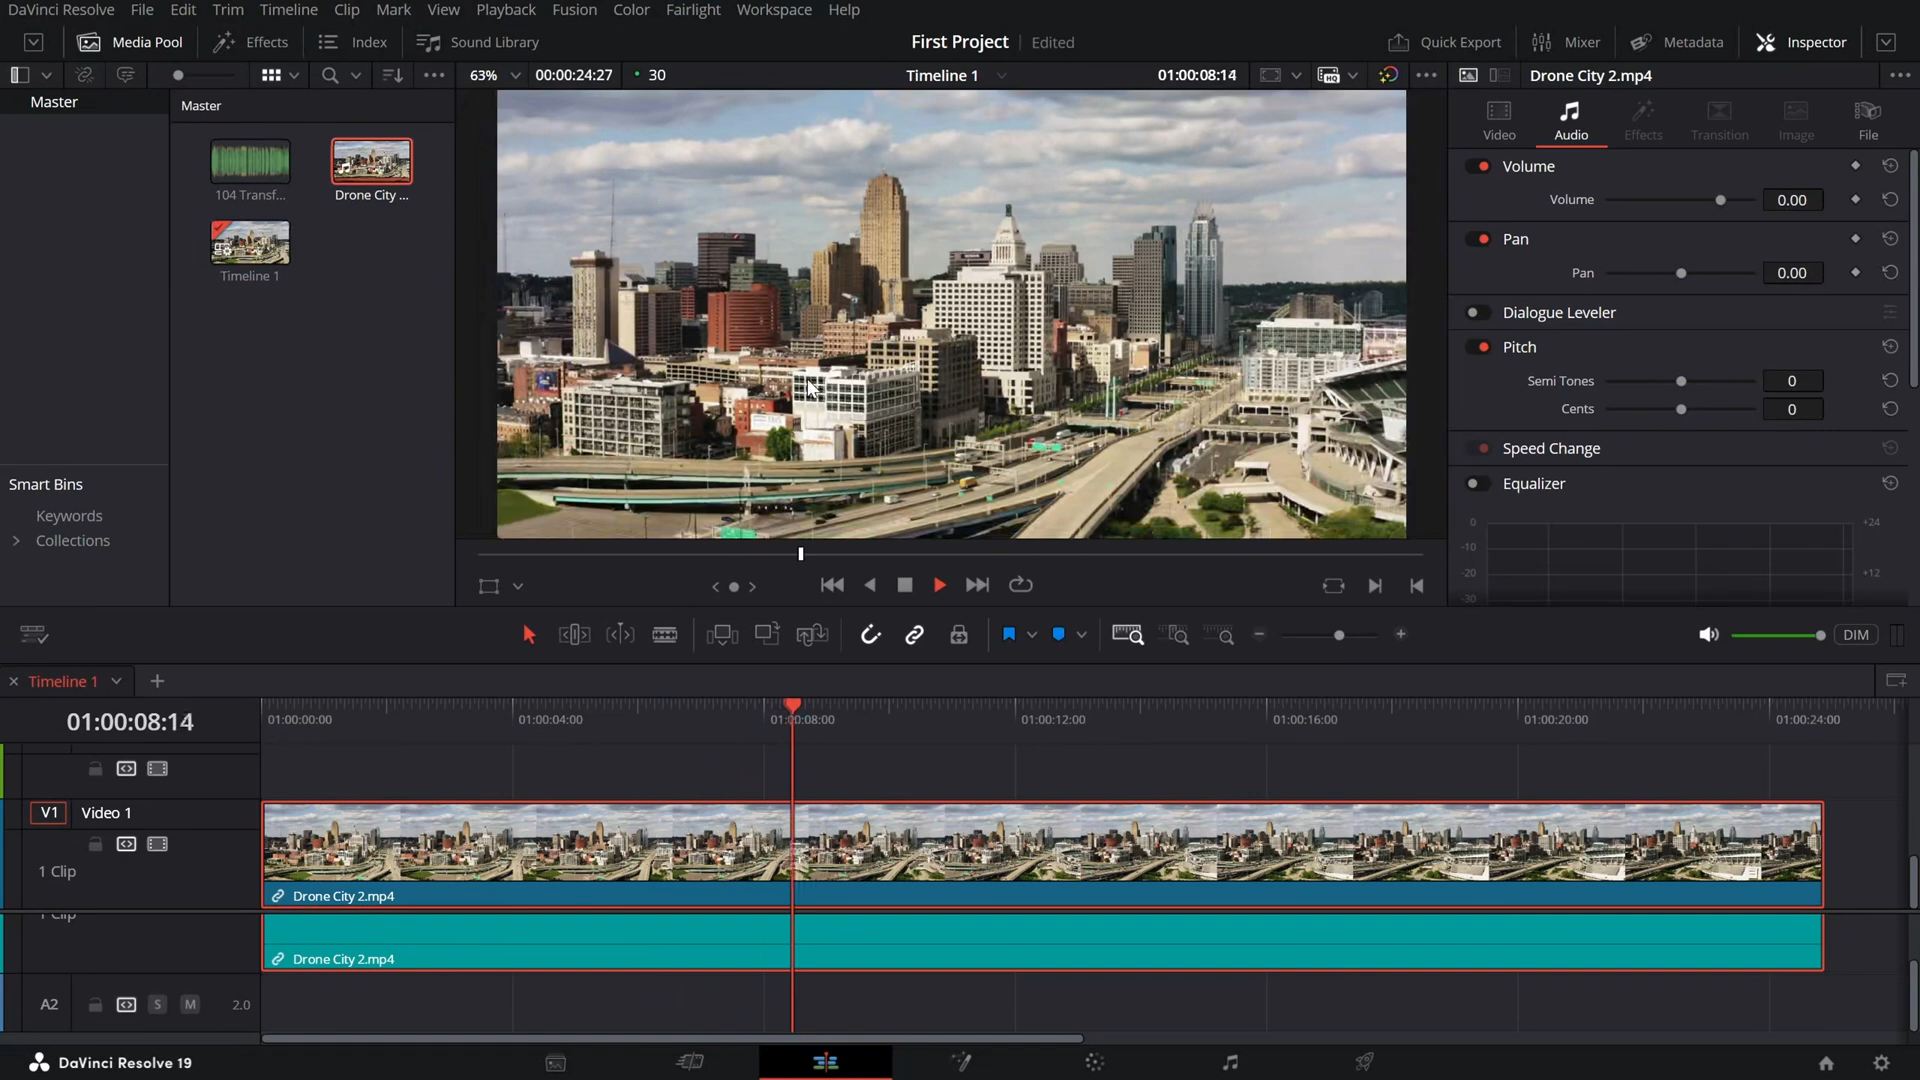 DaVinci Resolve File Edit Trim Timeline Clip Mark View Playback Fusion Color Fairlight Workspace Help
Media Pool Effects Index Sound Library First Project Edited Quick Export Mixer Metadata Inspector
63% 00:00:24:27 30 Timeline 1 01:00:08:14 Drone City 2.mp4
Master Master
Video Audio Effects Transition Image File
Volume
104 Transf... Drone City ...
Volume 0.00
Pan
Timeline 1
Pan 0.00
Dialogue Leveler
Pitch
Semi Tones 0
Cents 0
Speed Change
Smart Bins
Equalizer
Keywords
Collections
0 +24
-10
-20 +12
-30
DIM
Timeline 1
01:00:08:14
01:00:00:00 01:00:04:00 01:00:08:00 01:00:12:00 01:00:16:00 01:00:20:00 01:00:24:00
V1 Video 1
1 Clip
Drone City 2.mp4
1 Clip
Drone City 2.mp4
A2 S M 2.0
DaVinci Resolve 19